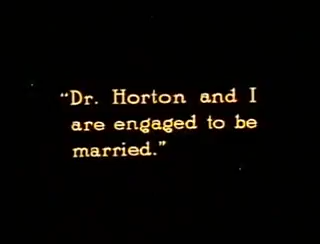 "Dr. Horton and I
are engaged to be
married."